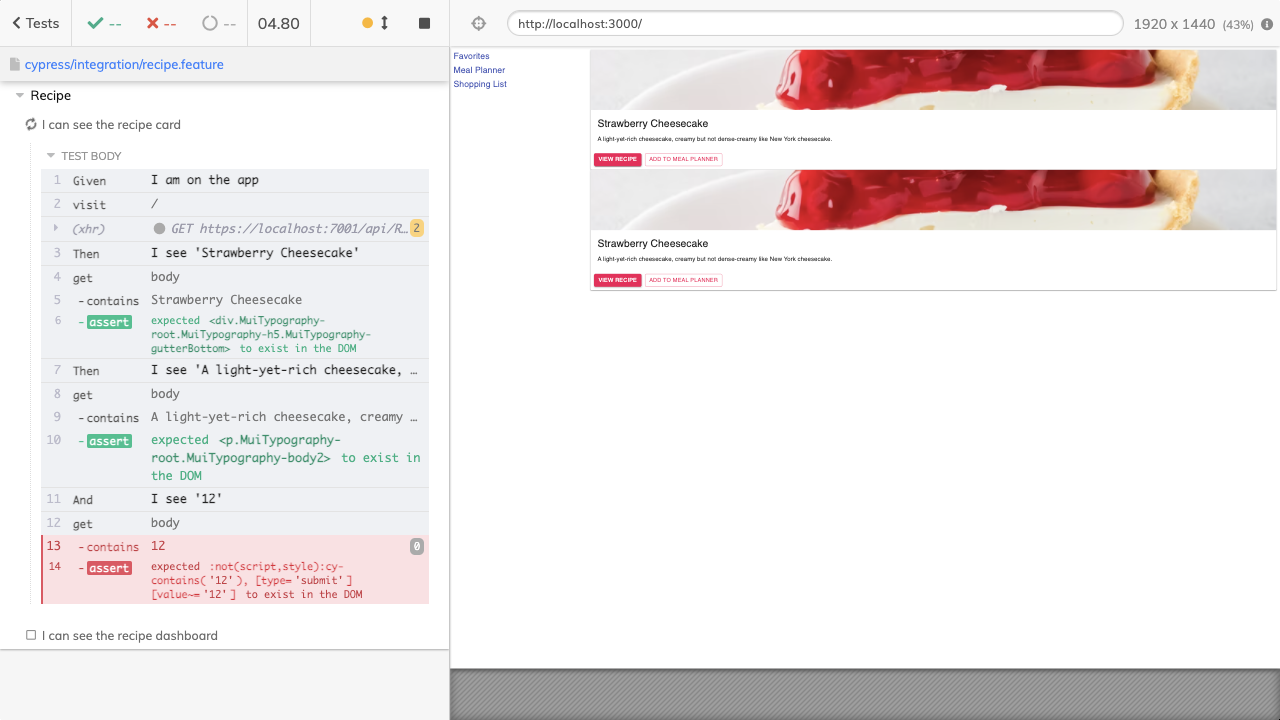 Tests
--
--
--
04.80
http://localhost:3000/
1920 x 1440 (43%)
cypress/integration/recipe.feature
Recipe
I can see the recipe card
TEST BODY
1 Given I am on the app
2 visit /
(xhr) GET https://localhost:7001/api/R… 2
3 Then I see 'Strawberry Cheesecake'
4 get body
5 -contains Strawberry Cheesecake
6 -assert expected <div.MuiTypography-
root.MuiTypography-h5.MuiTypography-
gutterBottom> to exist in the DOM
7 Then I see 'A light-yet-rich cheesecake, …
8 get body
9 -contains A light-yet-rich cheesecake, creamy …
10 -assert expected <p.MuiTypography-
root.MuiTypography-body2> to exist in
the DOM
11 And I see '12'
12 get body
13 -contains 12 0
14 -assert expected :not(script,style):cy-
contains('12'), [type='submit']
[value~='12'] to exist in the DOM
I can see the recipe dashboard
Favorites
Meal Planner
Shopping List
Strawberry Cheesecake
A light-yet-rich cheesecake, creamy but not dense-creamy like New York cheesecake.
VIEW RECIPE ADD TO MEAL PLANNER
Strawberry Cheesecake
A light-yet-rich cheesecake, creamy but not dense-creamy like New York cheesecake.
VIEW RECIPE ADD TO MEAL PLANNER